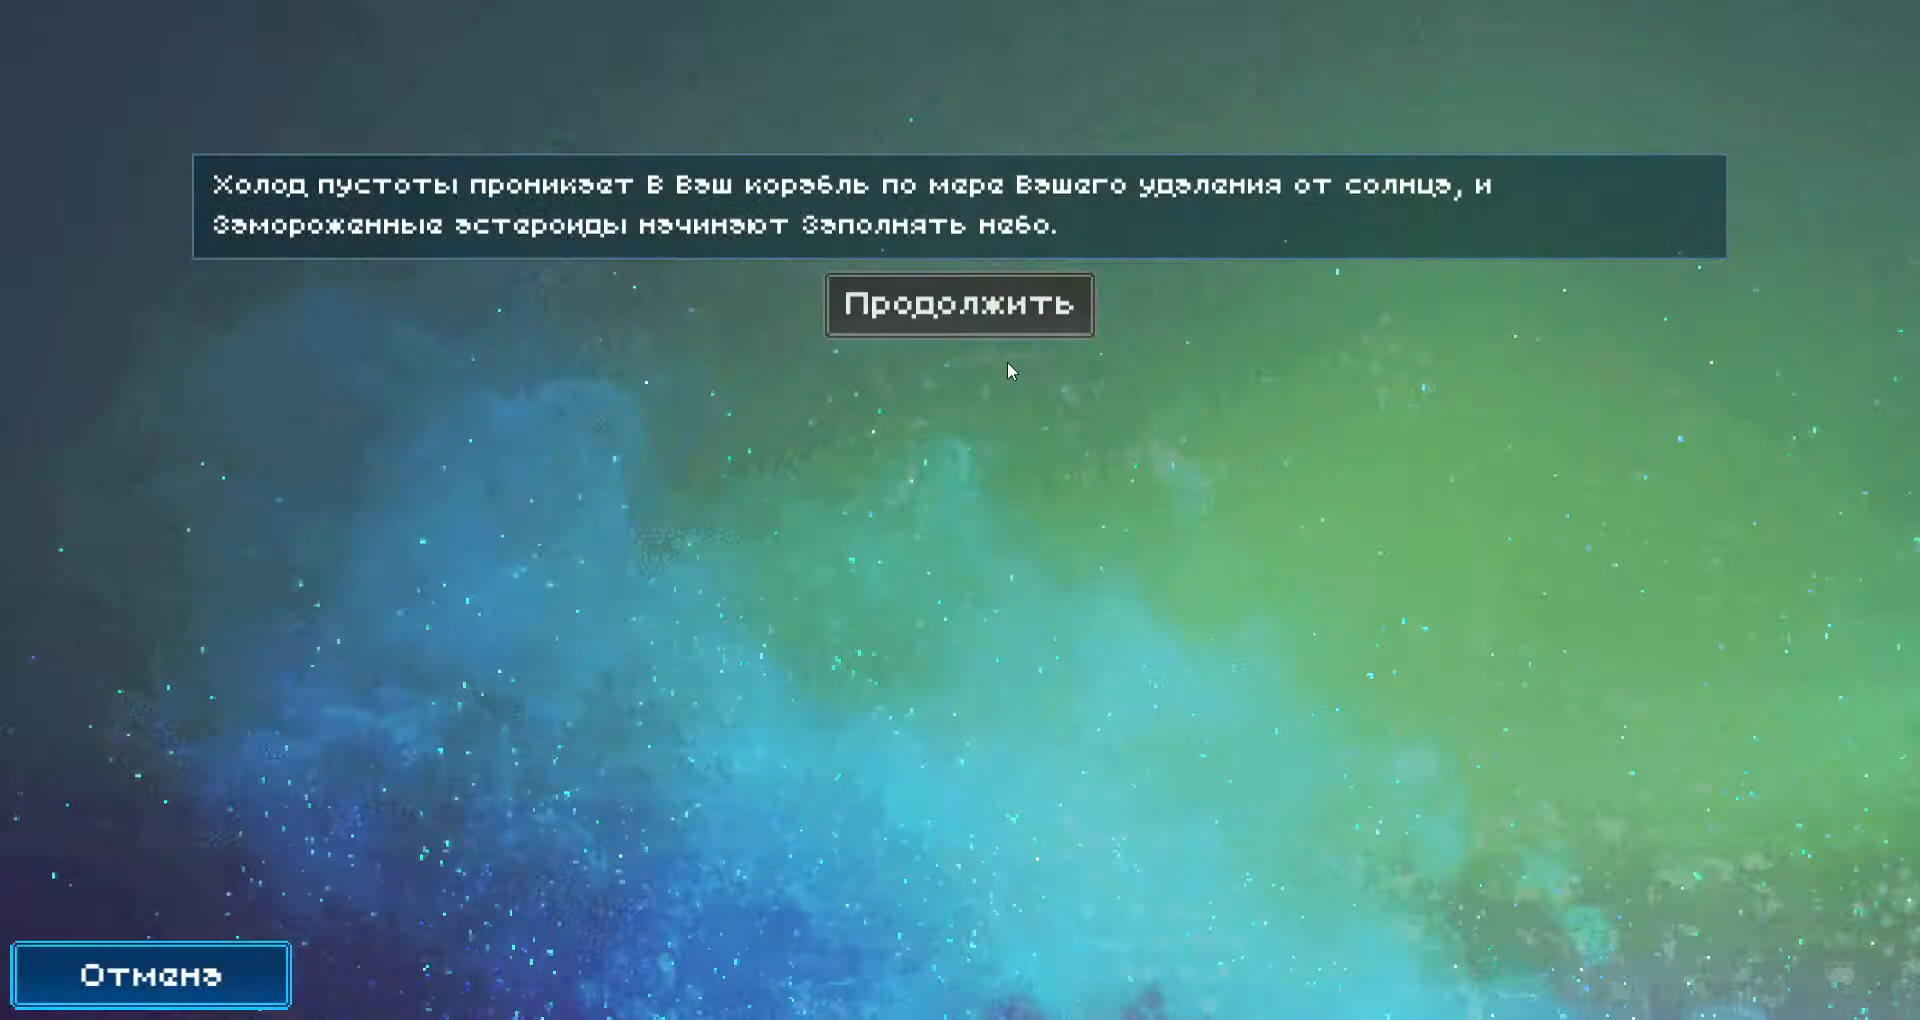 Холод пустоты проникает в Ваш корабль по мере Вашего удаления от солнца, и
замороженные астероиды начинают заполнять небо.
Продолжить
Отмена